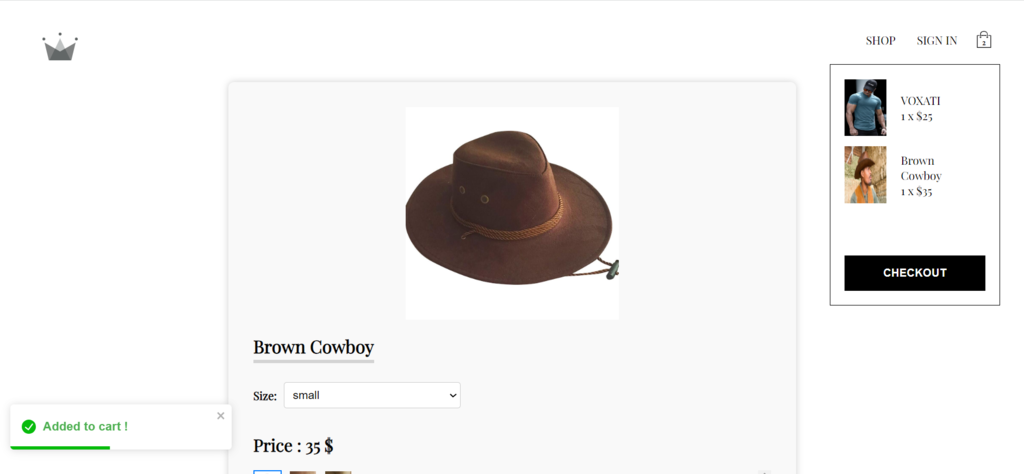 SHOP
SIGN IN
2
VOXATI
1 x $25
Brown
Cowboy
1 x $35
CHECKOUT
Brown Cowboy
Size:
small
Price : 35 $
Added to cart !